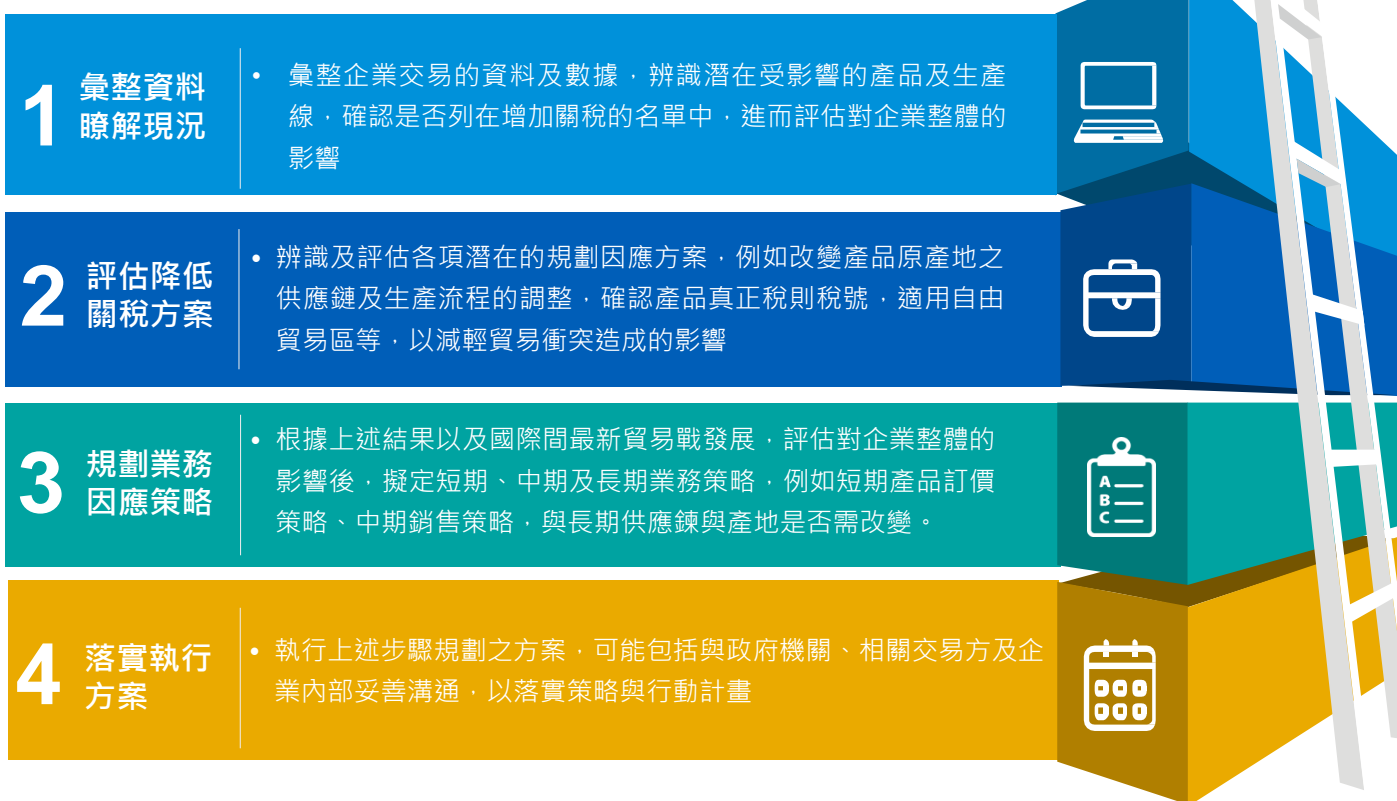 1
彙整資料
瞭解現況
• 彙整企業交易的資料及數據，辨識潛在受影響的產品及生產
線，確認是否列在增加關稅的名單中，進而評估對企業整體的
影響
2
評估降低
關稅方案
• 辨識及評估各項潛在的規劃因應方案，例如改變產品原產地之
供應鏈及生產流程的調整，確認產品真正稅則稅號，適用自由
貿易區等，以減輕貿易衝突造成的影響
3
規劃業務
因應策略
• 根據上述結果以及國際間最新貿易戰發展，評估對企業整體的
影響後，擬定短期、中期及長期業務策略，例如短期產品訂價
策略、中期銷售策略，與長期供應鍊與產地是否需改變。
A
B
C
4
落實執行
方案
• 執行上述步驟規劃之方案，可能包括與政府機關、相關交易方及企
業內部妥善溝通，以落實策略與行動計畫